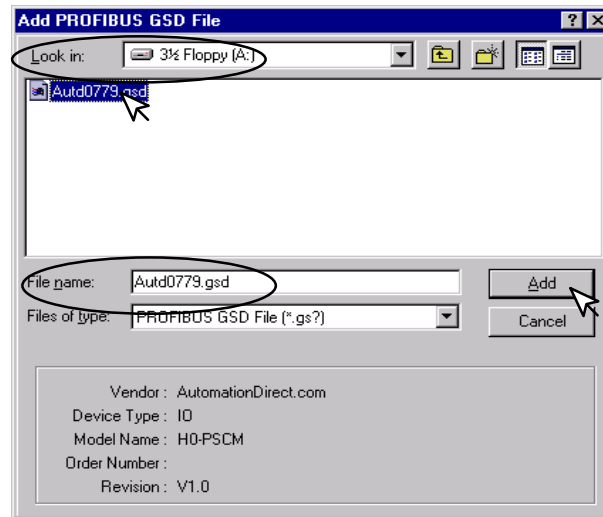 Add PROFIBUS GSD File
Look in: 3½ Floppy (A:)
Autd0779.gsd
File name: Autd0779.gsd
Add
Files of type: PROFIBUS GSD File (*.gs?)
Cancel
Vendor : AutomationDirect.com
Device Type : IO
Model Name : H0-PSCM
Order Number :
Revision : V1.0